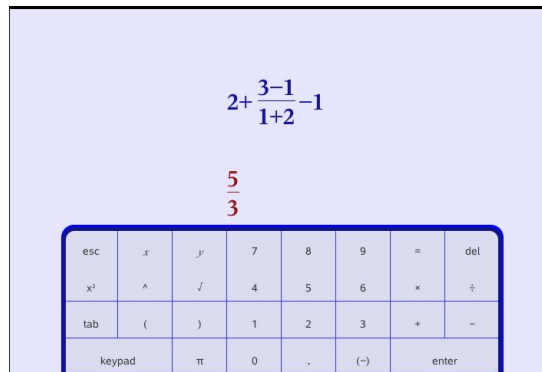 2+ 3−1/1+2 −1
5/3
esc x y 7 8 9 = del
x² ^ √ 4 5 6 × ÷
tab ( ) 1 2 3 + −
keypad π 0 . (−) enter